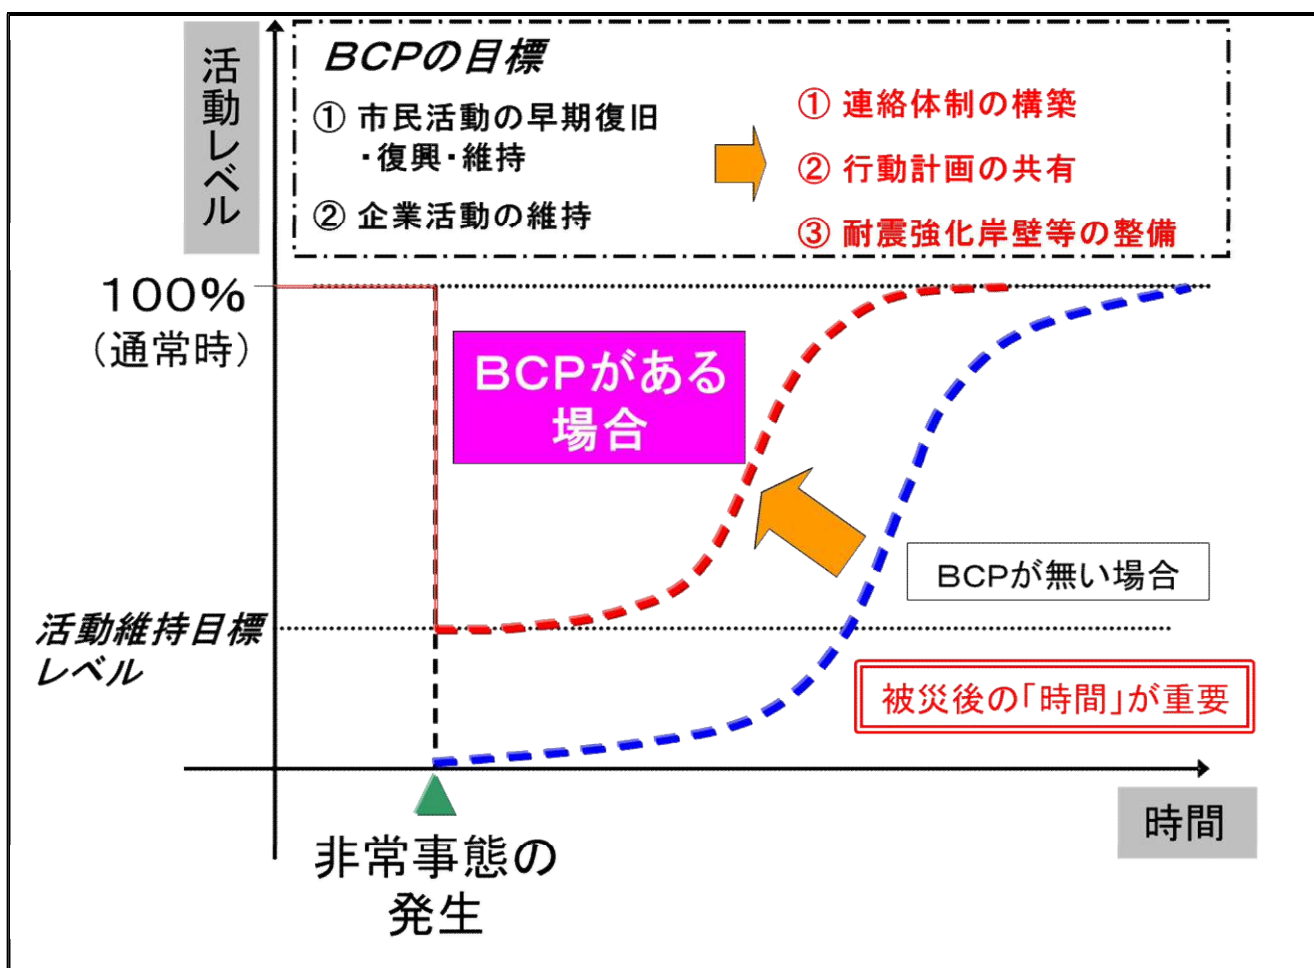 活動レベル
BCPの目標
① 市民活動の早期復旧
・復興・維持
② 企業活動の維持
① 連絡体制の構築
② 行動計画の共有
③ 耐震強化岸壁等の整備
100%
（通常時）
BCPがある
場合
BCPが無い場合
活動維持目標
レベル
被災後の「時間」が重要
時間
非常事態の
発生